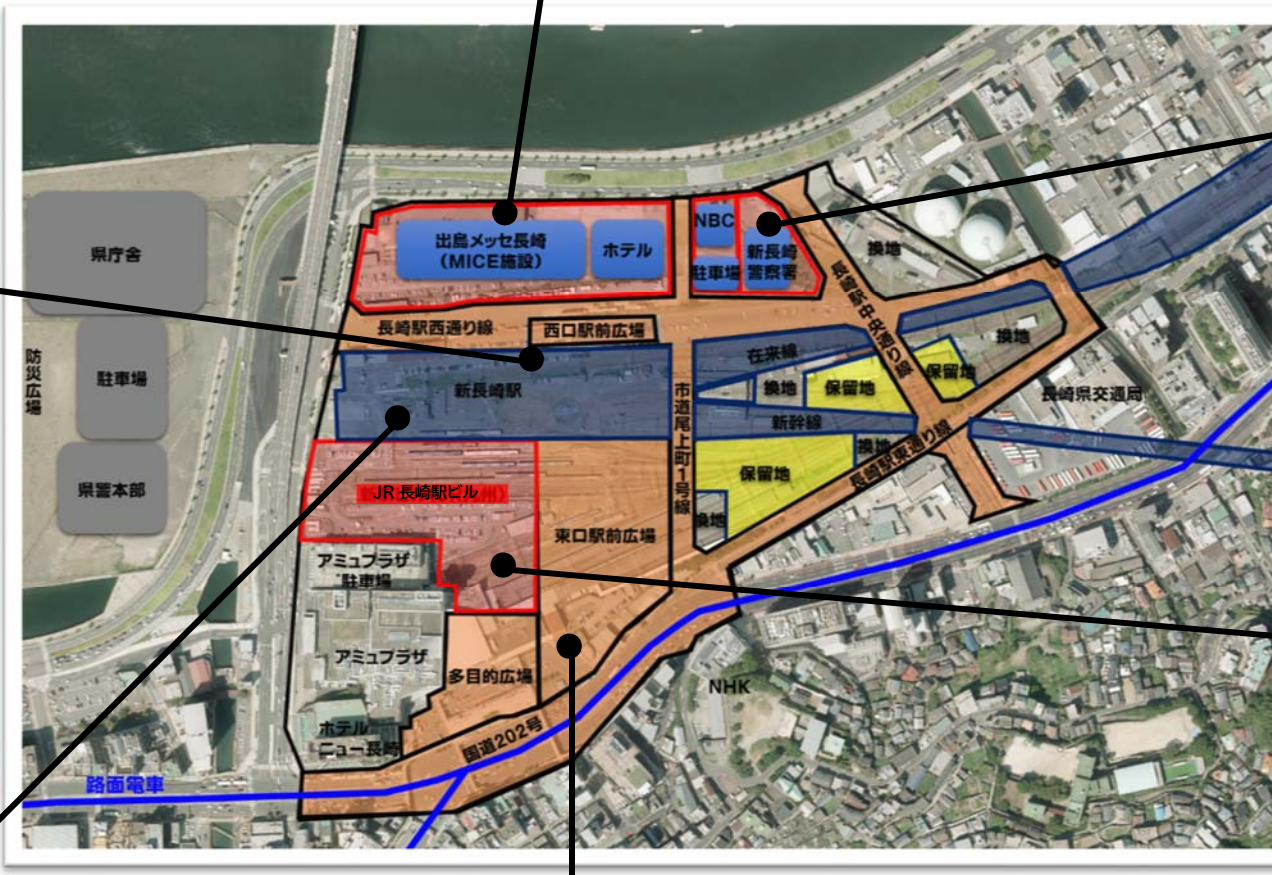 県庁舎
出島メッセ長崎
(MICE施設)
ホテル
NBC
駐車場
新長崎
警察署
換地
長崎駅中央通り線
長崎駅西通り線
西口駅前広場
防災広場
駐車場
新長崎駅
市道尾上町1号線
在来線
換地
保留地
保留地
換地
長崎県交通局
新幹線
換地
長崎駅東通り線
保留地
換地
県警本部
JR 長崎駅ビル
東口駅前広場
アミュプラザ
駐車場
アミュプラザ
多目的広場
NHK
ホテル
ニュー長崎
国道202号
路面電車